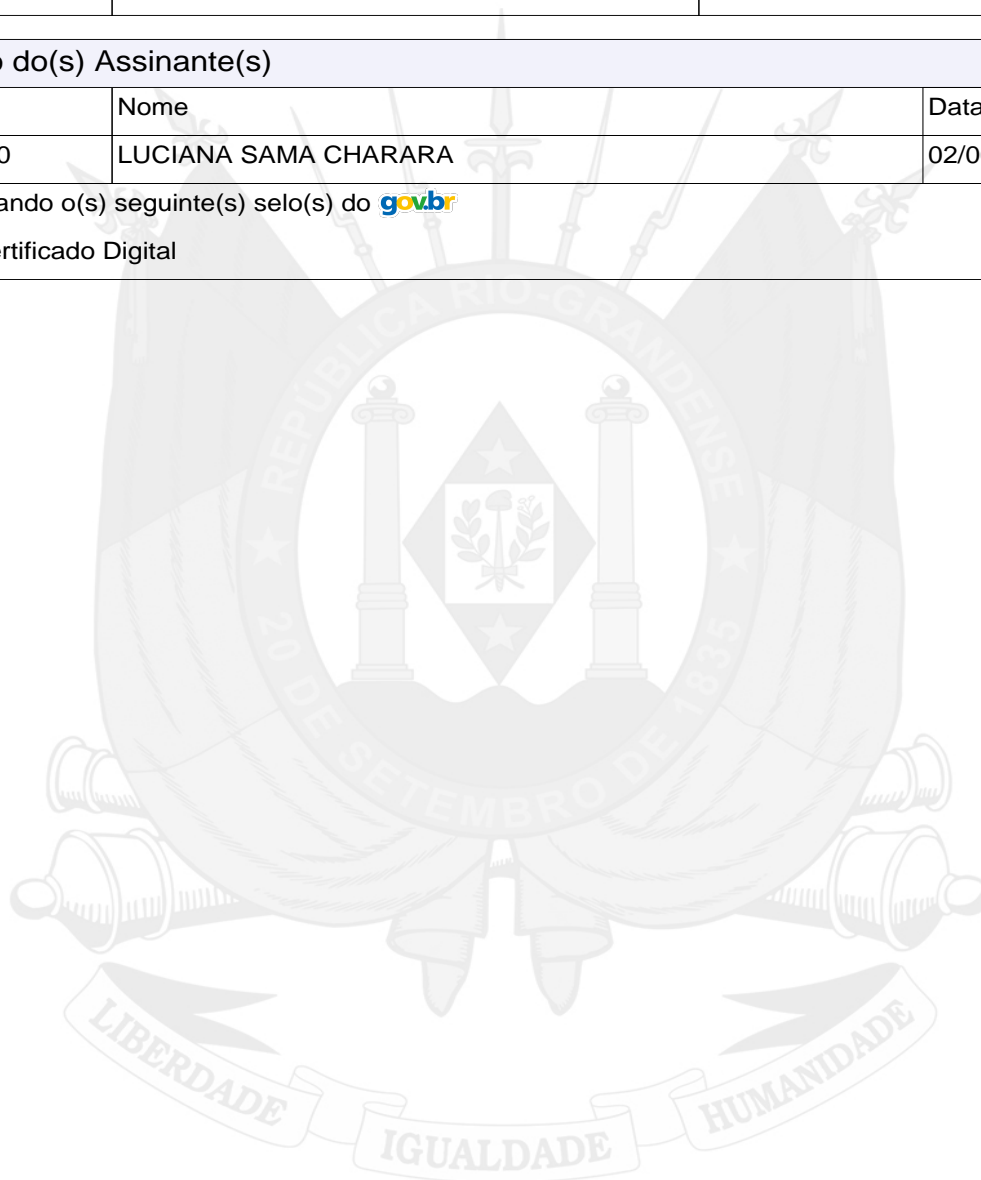 o do(s) Assinante(s)
Nome Data
0 LUCIANA SAMA CHARARA 02/0
ando o(s) seguinte(s) selo(s) do gov.br
rtificado Digital
REPÚBLICA RIO-GRANDENSE
★ 20 DE SETEMBRO DE 1835 ★
LIBERDADE
IGUALDADE
HUMANIDADE